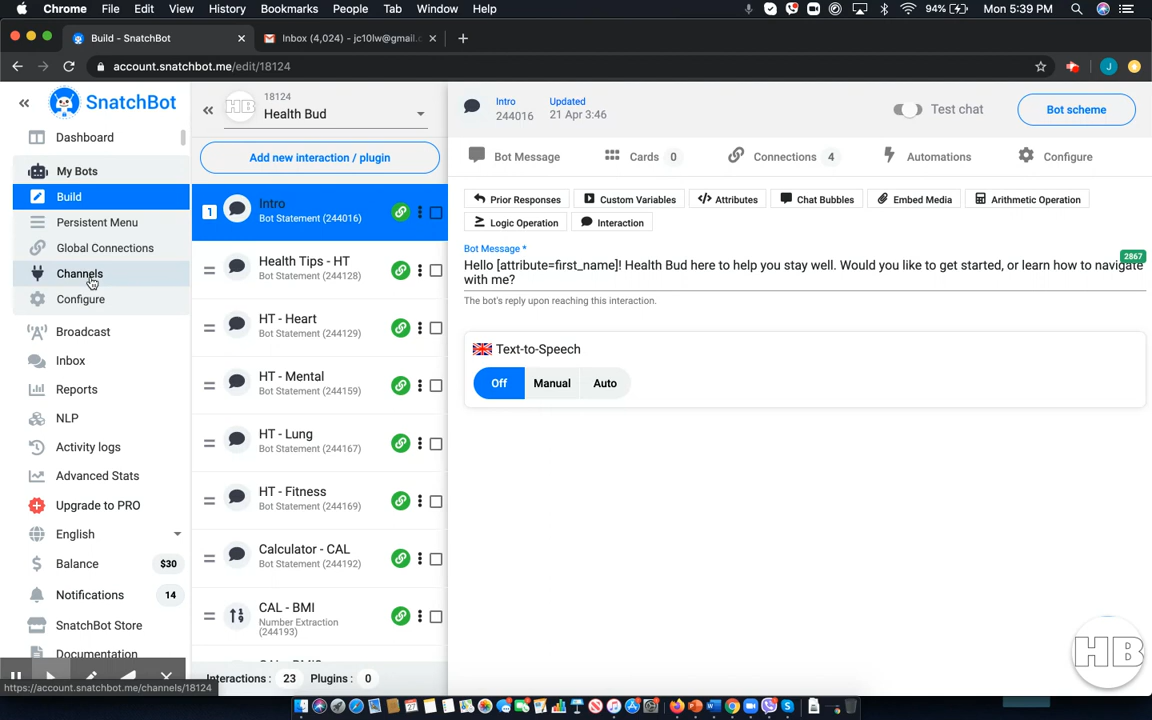 Chrome File Edit View History Bookmarks People Tab Window Help 94% Mon 5:39 PM
Build - SnatchBot
Inbox (4,024) - jc10lw@gmail.
account.snatchbot.me/edit/18124
J
SnatchBot
Dashboard
My Bots
Build
Persistent Menu
Global Connections
Channels
Configure
Broadcast
Inbox
Reports
NLP
Activity logs
Advanced Stats
Upgrade to PRO
English
Balance $30
Notifications 14
SnatchBot Store
Documentation
https://account.snatchbot.me/channels/18124
HB
18124
Health Bud
Add new interaction / plugin
1
Intro
Bot Statement (244016)
Health Tips - HT
Bot Statement (244128)
HT - Heart
Bot Statement (244129)
HT - Mental
Bot Statement (244159)
HT - Lung
Bot Statement (244167)
HT - Fitness
Bot Statement (244169)
Calculator - CAL
Bot Statement (244192)
CAL - BMI
Number Extraction
(244193)
Interactions : 23 Plugins : 0
Intro
244016
Updated
21 Apr 3:46
Test chat
Bot scheme
Bot Message
Cards 0
Connections 4
Automations
Configure
Prior Responses
Custom Variables
Attributes
Chat Bubbles
Embed Media
Arithmetic Operation
Logic Operation
Interaction
Bot Message *
2867
Hello [attribute=first_name]! Health Bud here to help you stay well. Would you like to get started, or learn how to navigate
with me?
The bot's reply upon reaching this interaction.
Text-to-Speech
Off Manual Auto
HB